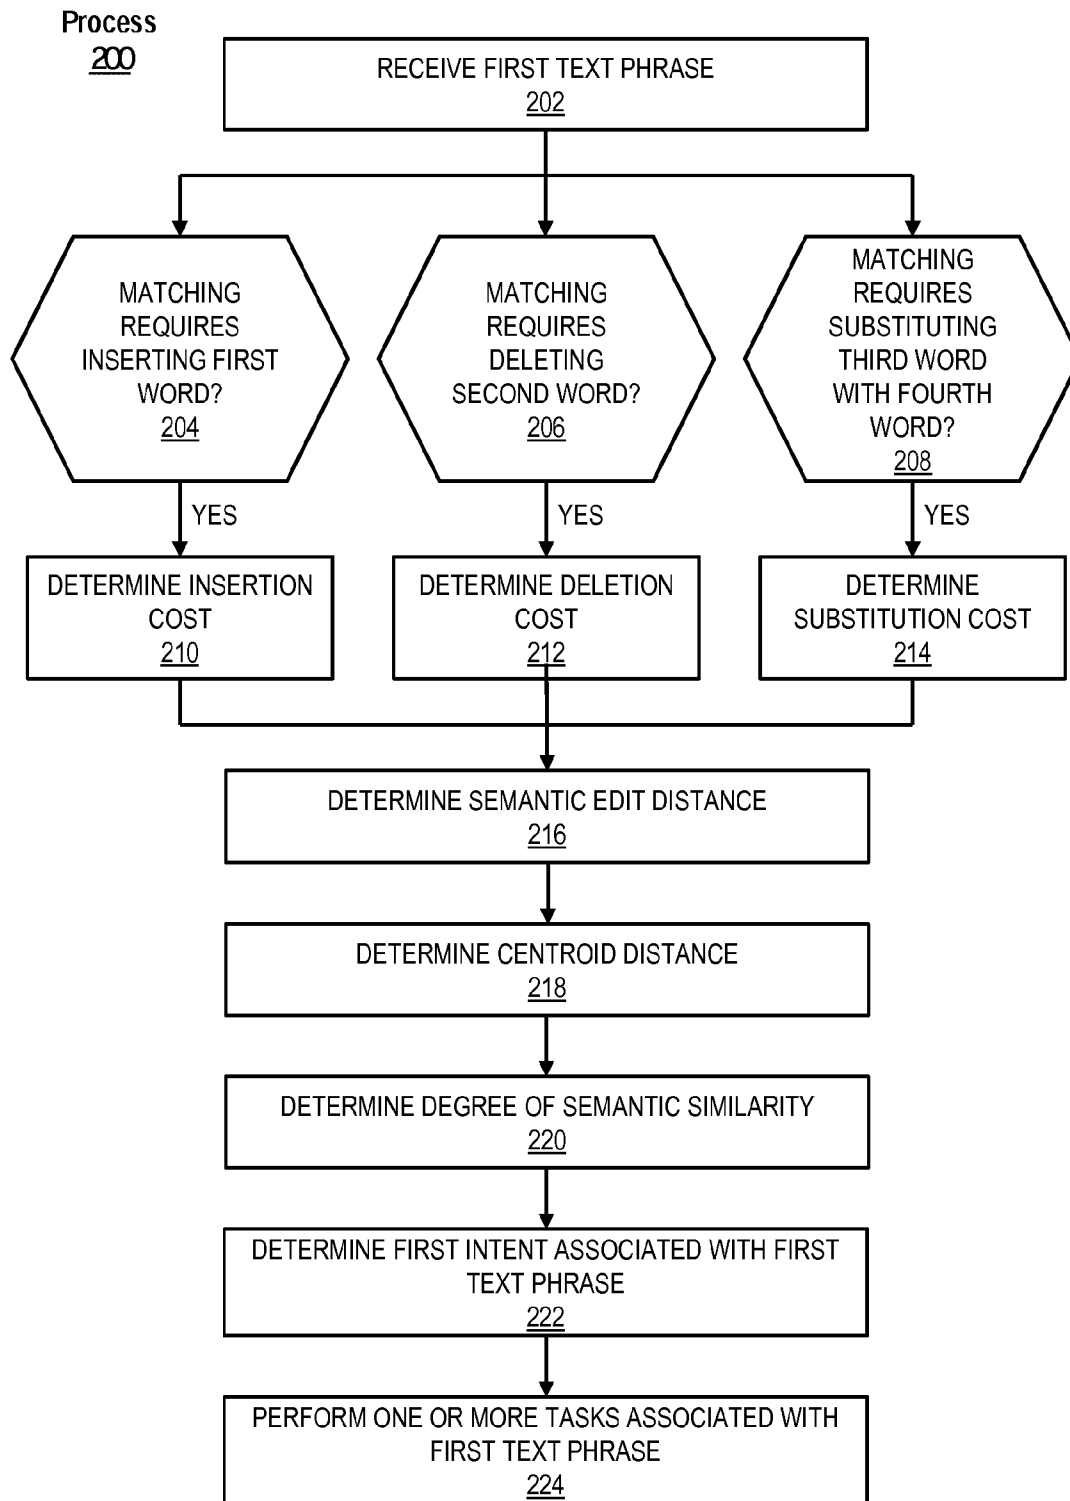 Process
200
RECEIVE FIRST TEXT PHRASE
202
MATCHING
REQUIRES
INSERTING FIRST
WORD?
204
MATCHING
REQUIRES
DELETING
SECOND WORD?
206
MATCHING
REQUIRES
SUBSTITUTING
THIRD WORD
WITH FOURTH
WORD?
208
YES
YES
YES
DETERMINE INSERTION
COST
210
DETERMINE DELETION
COST
212
DETERMINE
SUBSTITUTION COST
214
DETERMINE SEMANTIC EDIT DISTANCE
216
DETERMINE CENTROID DISTANCE
218
DETERMINE DEGREE OF SEMANTIC SIMILARITY
220
DETERMINE FIRST INTENT ASSOCIATED WITH FIRST
TEXT PHRASE
222
PERFORM ONE OR MORE TASKS ASSOCIATED WITH
FIRST TEXT PHRASE
224